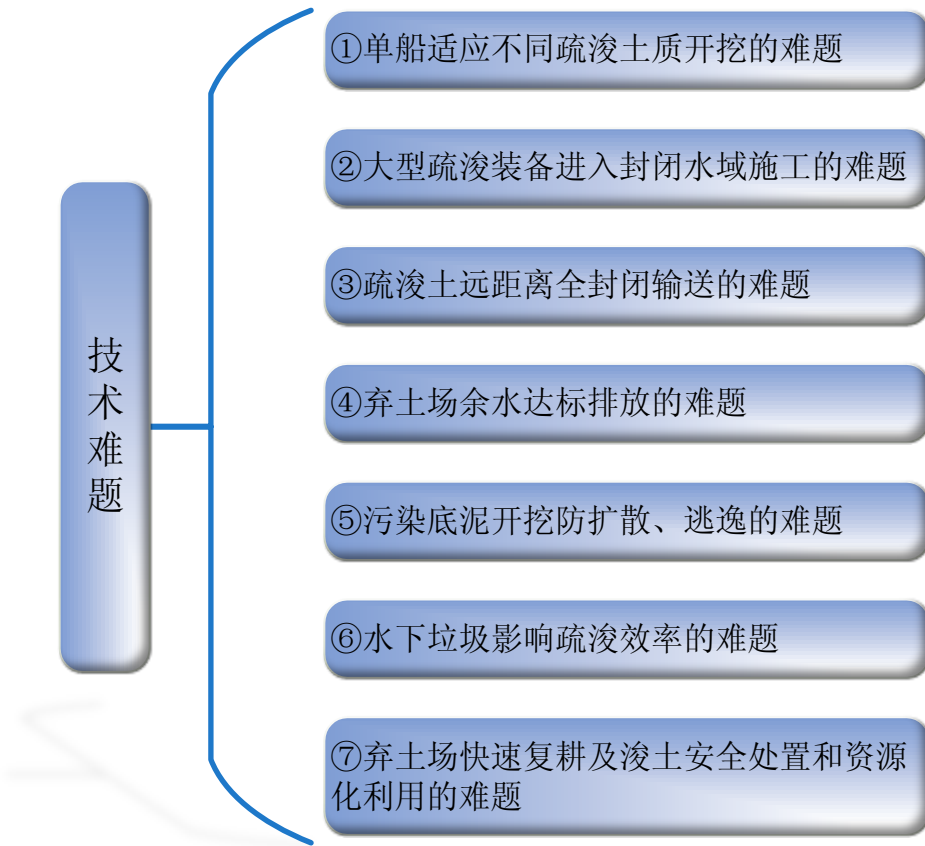 技术难题
①单船适应不同疏浚土质开挖的难题
②大型疏浚装备进入封闭水域施工的难题
③疏浚土远距离全封闭输送的难题
④弃土场余水达标排放的难题
⑤污染底泥开挖防扩散、逃逸的难题
⑥水下垃圾影响疏浚效率的难题
⑦弃土场快速复耕及浚土安全处置和资源
化利用的难题